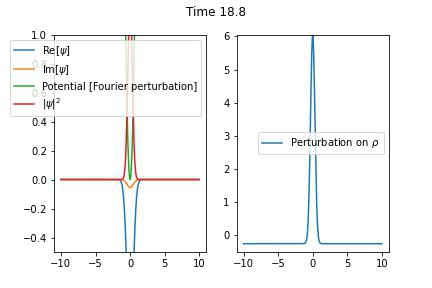 Time 18.8
1.0
0.8
0.6
0.4
0.2
0.0
−0.2
−0.4
Re[ψ]
Im[ψ]
Potential [Fourier perturbation]
|ψ|²
−10 −5 0 5 10
6
5
4
3
2
1
0
Perturbation on ρ
−10 −5 0 5 10